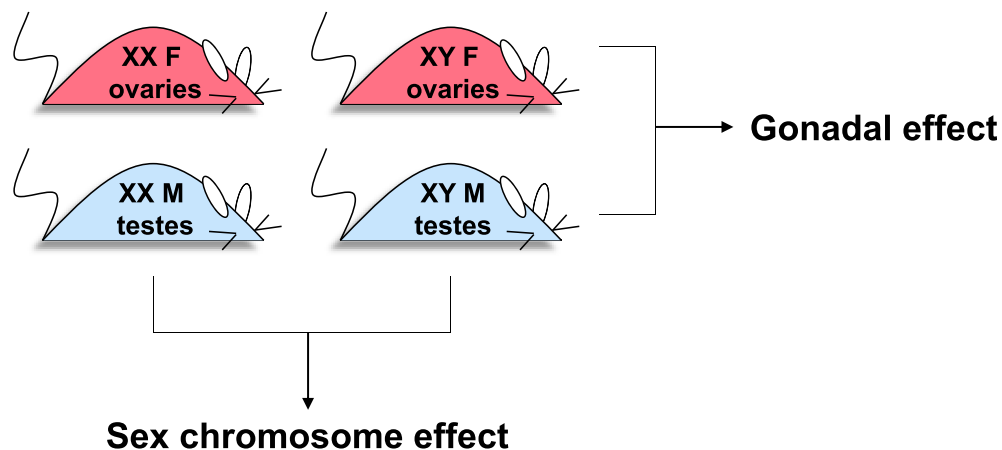 XX F
ovaries
XY F
ovaries
Gonadal effect
XX M
testes
XY M
testes
Sex chromosome effect